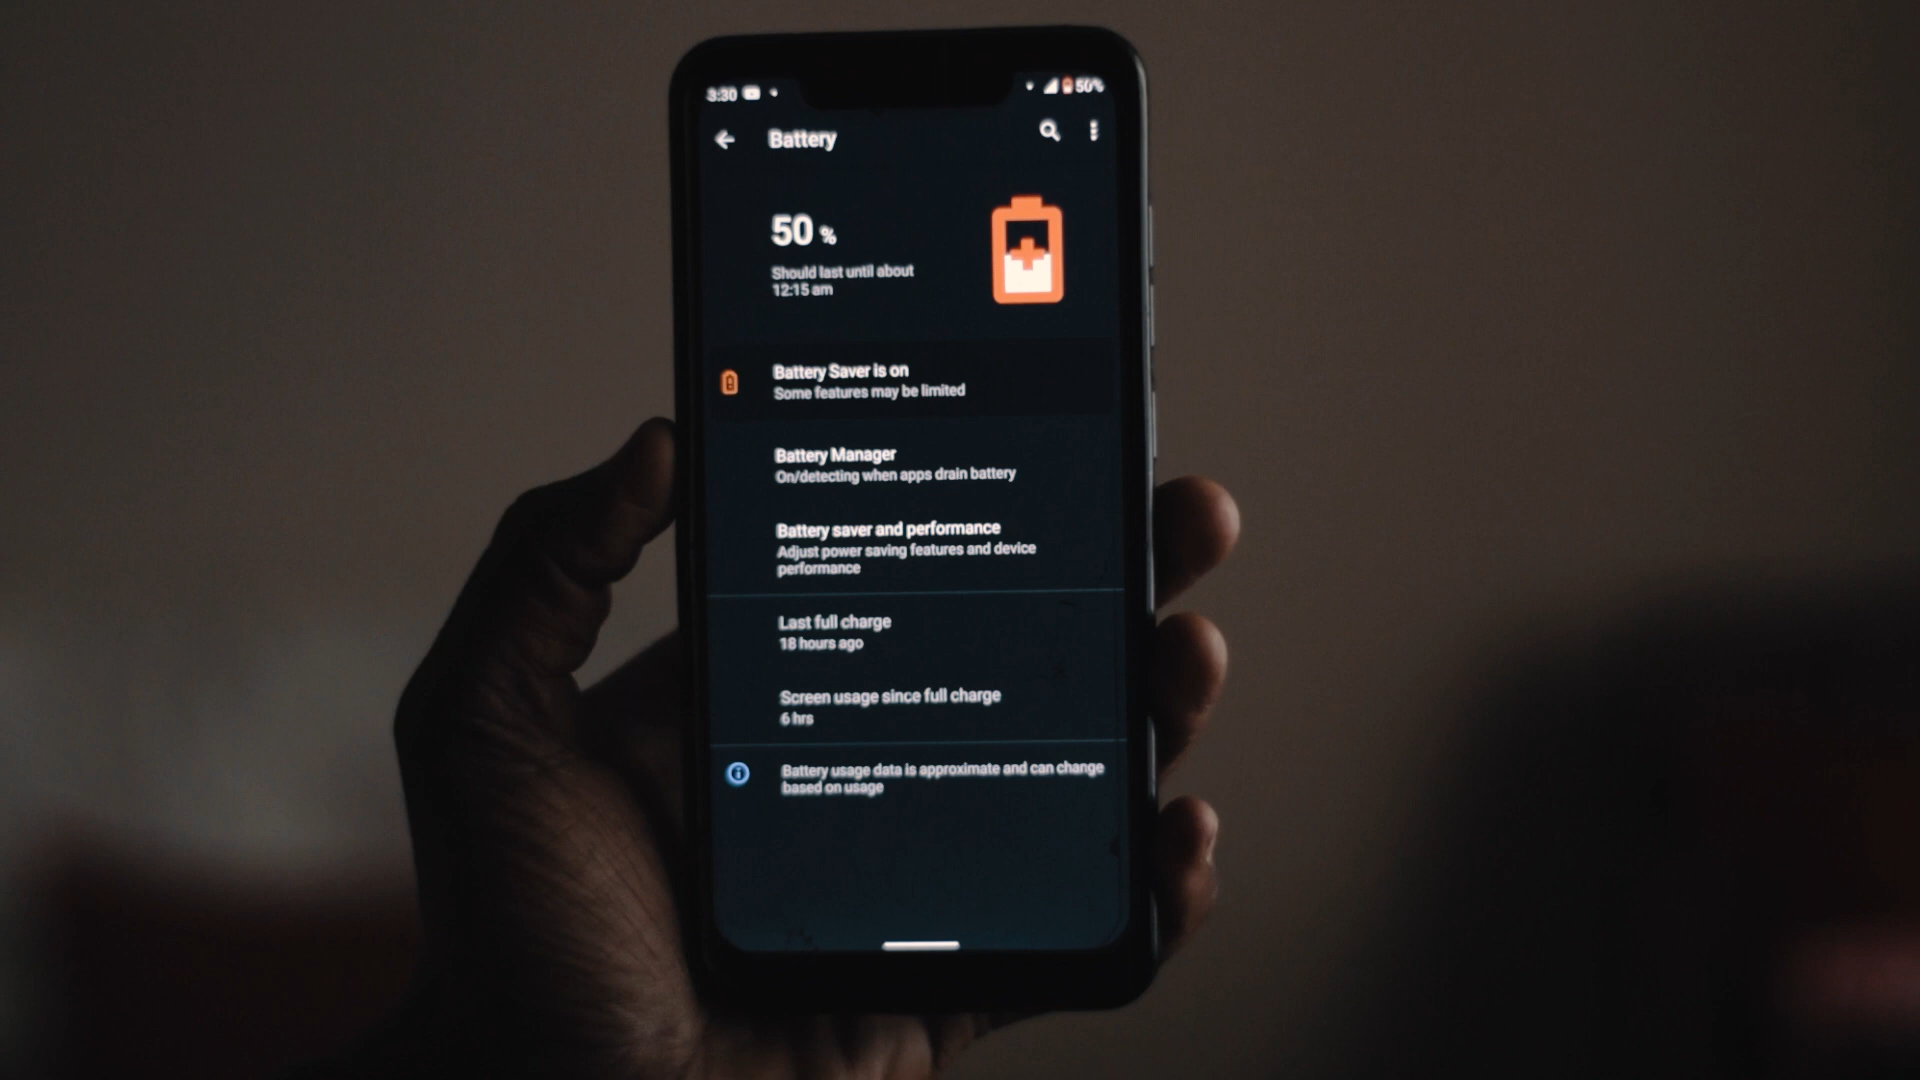 3:30 50%
Battery
50 %
Should last until about
12:15 am
Battery Saver is on
Some features may be limited
Battery Manager
On/detecting when apps drain battery
Battery saver and performance
Adjust power saving features and device
performance
Last full charge
18 hours ago
Screen usage since full charge
6 hrs
Battery usage data is approximate and can change
based on usage